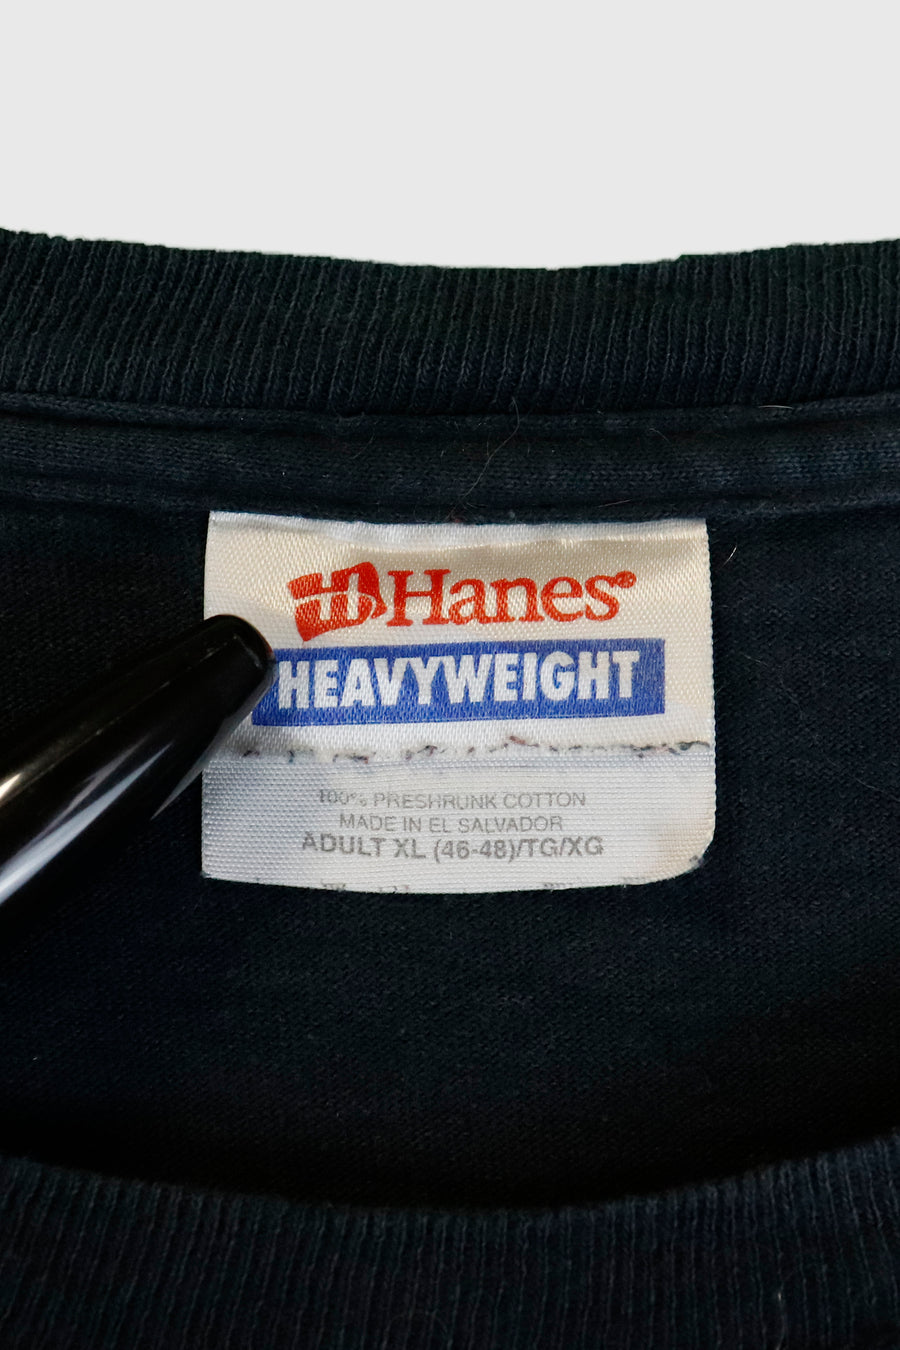 Hanes®
HEAVYWEIGHT
100% PRESHRUNK COTTON
MADE IN EL SALVADOR
ADULT XL (46-48)/TG/XG